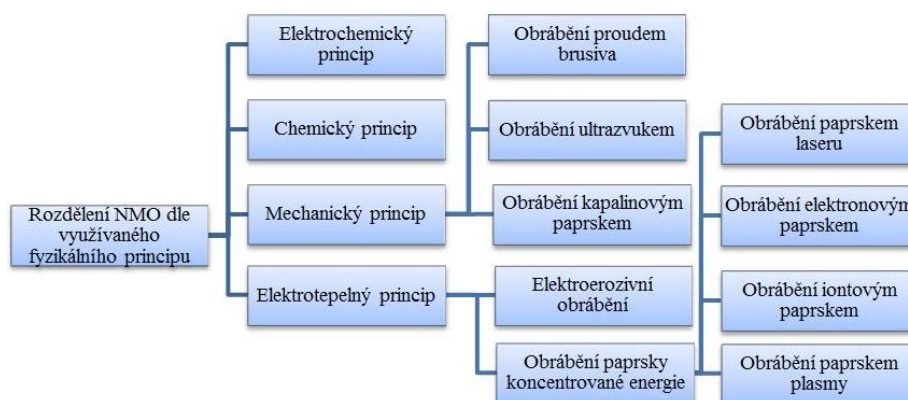 Rozdělení NMO dle
využívaného
fyzikálního principu
Elektrochemický
princip
Chemický princip
Mechanický princip
Elektrotepelný princip
Obrábění proudem
brusiva
Obrábění ultrazvukem
Obrábění kapalinovým
paprskem
Elektroerozivní
obrábění
Obrábění paprsky
koncentrované energie
Obrábění paprskem
laseru
Obrábění elektronovým
paprskem
Obrábění iontovým
paprskem
Obrábění paprskem
plasmy